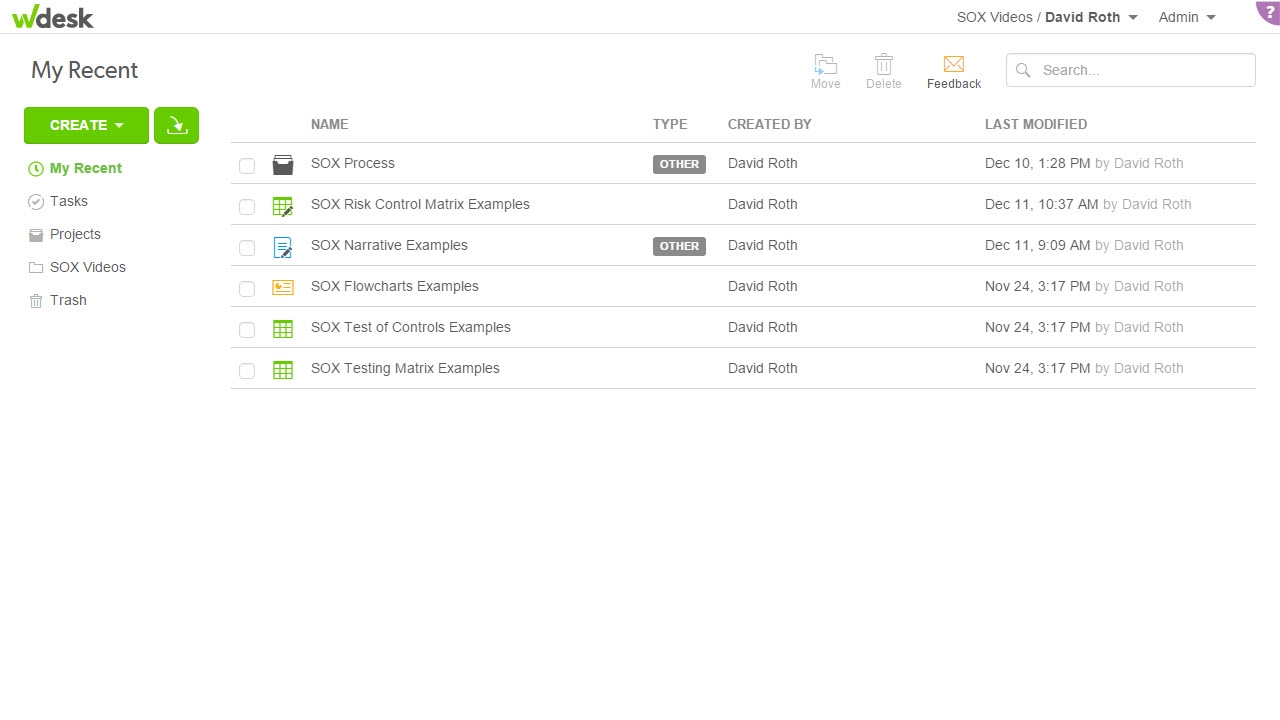 wdesk
SOX Videos / David Roth Admin ?
My Recent Move Delete Feedback Search...
CREATE NAME TYPE CREATED BY LAST MODIFIED
My Recent SOX Process OTHER David Roth Dec 10, 1:28 PM by David Roth
Tasks SOX Risk Control Matrix Examples David Roth Dec 11, 10:37 AM by David Roth
Projects SOX Narrative Examples OTHER David Roth Dec 11, 9:09 AM by David Roth
SOX Videos SOX Flowcharts Examples David Roth Nov 24, 3:17 PM by David Roth
Trash SOX Test of Controls Examples David Roth Nov 24, 3:17 PM by David Roth
SOX Testing Matrix Examples David Roth Nov 24, 3:17 PM by David Roth